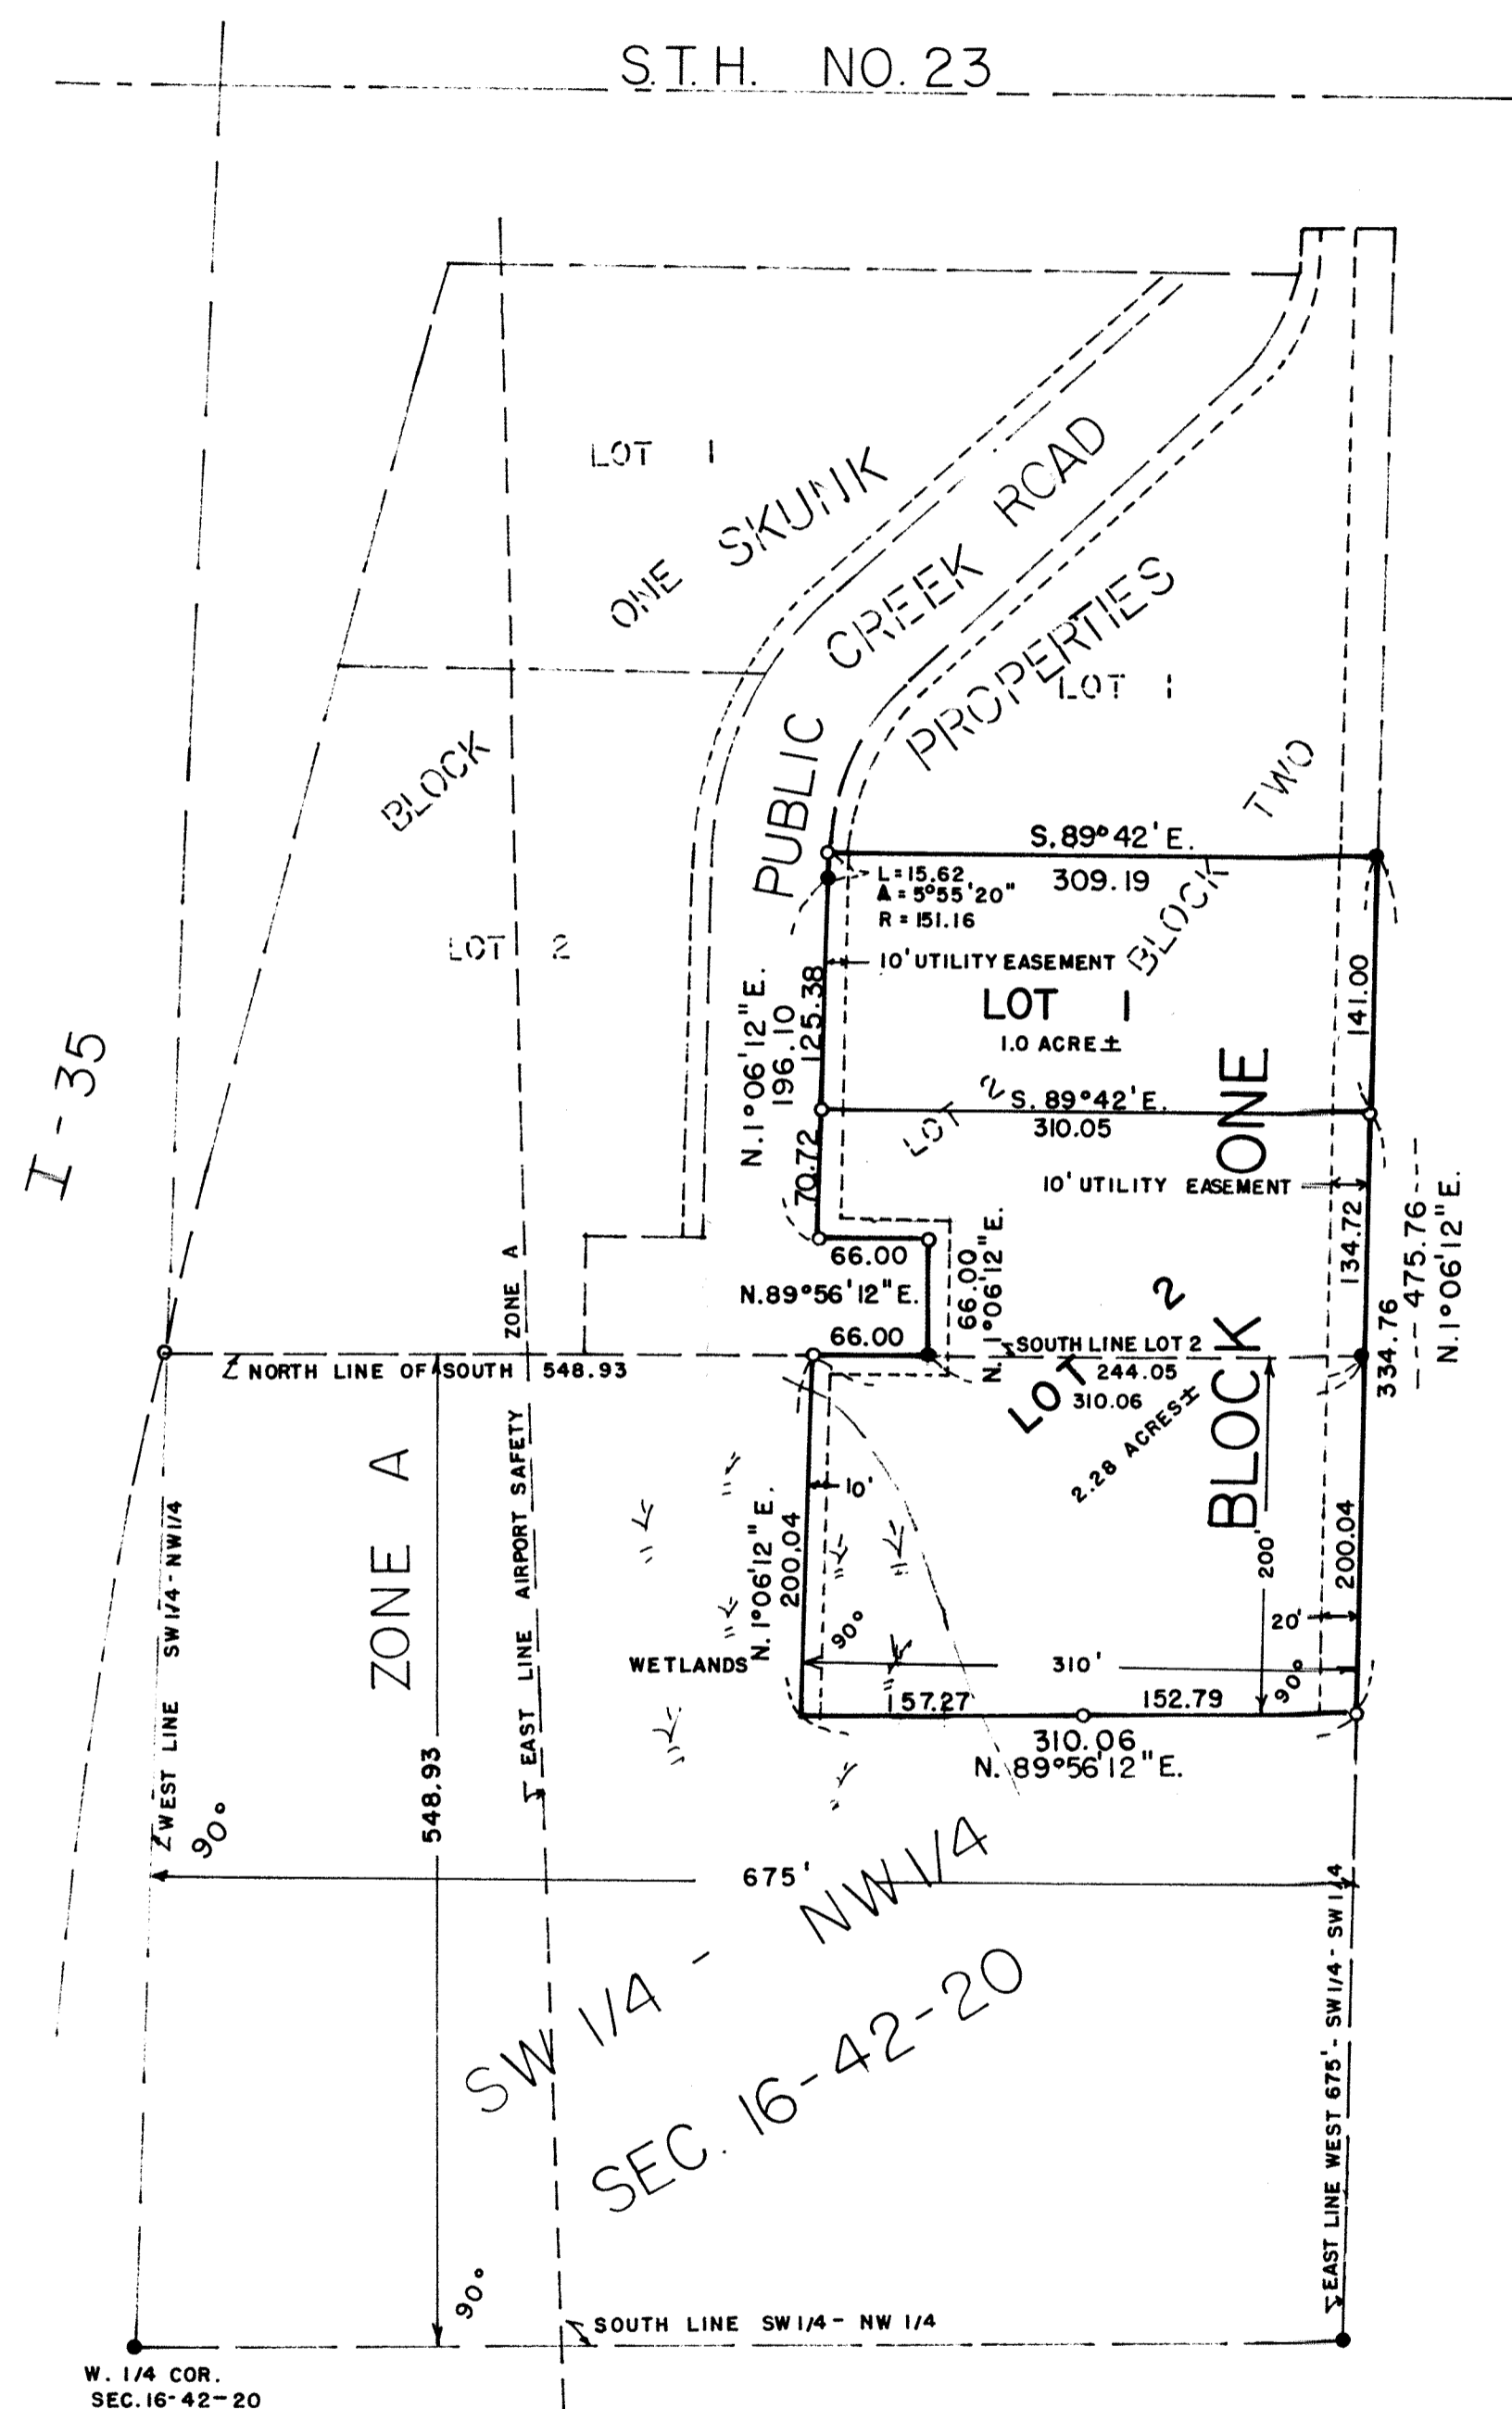 S.T.H. NO. 23
LOT 1
ONE SKUNK
CREEK ROAD
PROPERTIES
LOT 1
BLOCK
PUBLIC
TWO
BLOCK
S. 89°42' E.
309.19
L = 15.62
Δ = 5°55'20"
R = 151.16
LOT 2
10' UTILITY EASEMENT
LOT 1
1.0 ACRE±
N. 1°06'12" E.
196.10
125.38
141.00
I - 35
ONE
LOT 2
S. 89°42' E.
310.05
70.72
10' UTILITY EASEMENT
134.72
334.76
--- 475.76 ---
N. 1°06'12" E.
66.00
N. 89°56'12" E.
66.00
66.00
N. 1°06'12" E.
ZONE A
NORTH LINE OF SOUTH 548.93
SOUTH LINE LOT 2
244.05
310.06
LOT 2
2.28 ACRES±
BLOCK
ZONE A
EAST LINE AIRPORT SAFETY
WEST LINE SW 1/4 - NW 1/4
10'
N. 1°06'12" E.
200.04
200'
200.04
20'
90°
WETLANDS
310'
90°
157.27
152.79
310.06
N. 89°56'12" E.
548.93
90°
675'
SW 1/4 - NW 1/4
SEC. 16-42-20
EAST LINE WEST 675' - SW 1/4 - SW 1/4
90°
SOUTH LINE SW 1/4 - NW 1/4
W. 1/4 COR.
SEC. 16-42-20